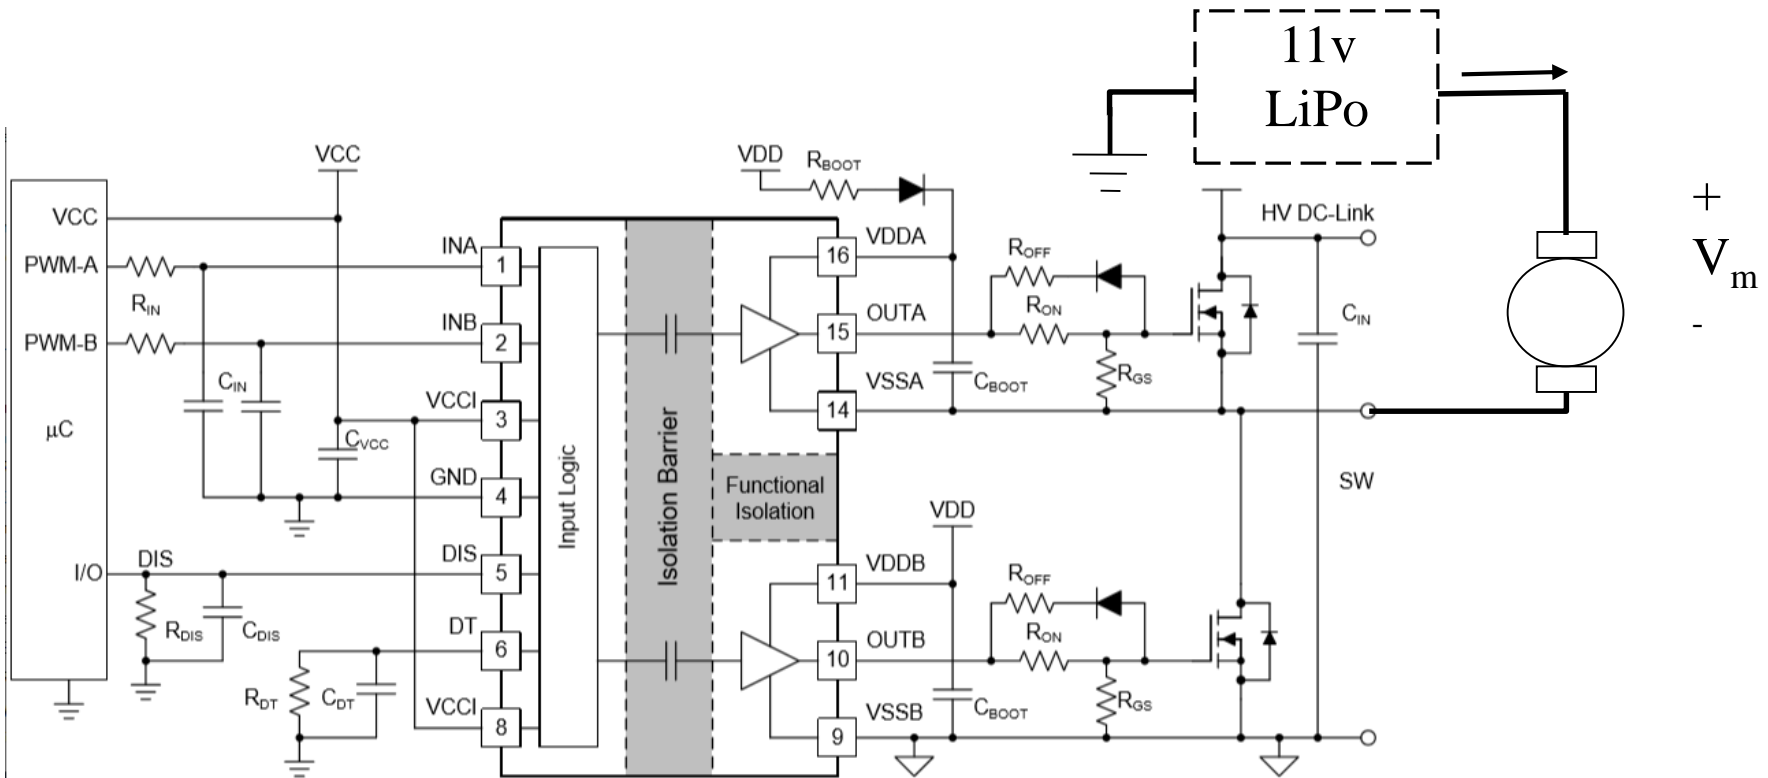 11v
LiPo
VCC
VDD
RBOOT
+
Vm
-
VCC
PWM-A
RIN
PWM-B
CIN
μC
CVCC
I/O
DIS
RDIS
CDIS
RDT
CDT
INA
1
INB
2
VCCI
3
GND
4
DIS
5
DT
6
VCCI
8
Input Logic
Isolation Barrier
Functional
Isolation
16
VDDA
15
OUTA
14
VSSA
11
VDDB
10
OUTB
9
VSSB
ROFF
RON
RGS
CBOOT
HV DC-Link
CIN
SW
VDD
ROFF
RON
RGS
CBOOT